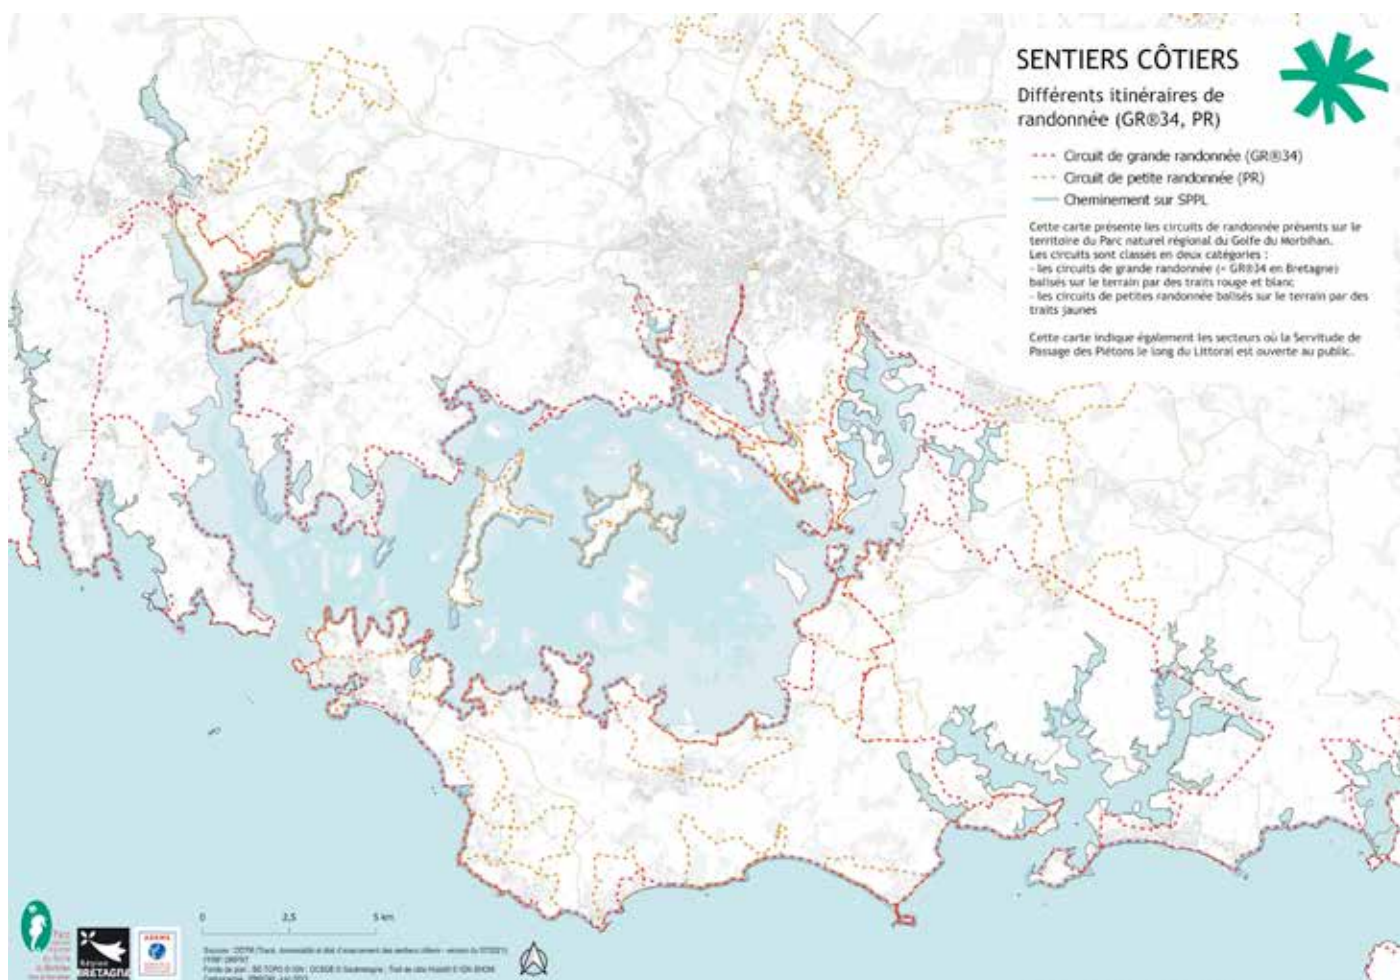 SENTIERS CÔTIERS
Différents itinéraires de
randonnée (GR®34, PR)
Circuit de grande randonnée (GR®34)
Circuit de petite randonnée (PR)
Cheminement sur SPPL
Cette carte présente les circuits de randonnée présents sur le
territoire du Parc naturel régional du Golfe du Morbihan.
Les circuits sont classés en deux catégories :
- les circuits de grande randonnée (= GR®34 en Bretagne)
balisés sur le terrain par des traits rouge et blanc
- les circuits de petites randonnée balisés sur le terrain par des
traits jaunes
Cette carte indique également les secteurs où la Servitude de
Passage des Piétons le long du Littoral est ouverte au public.
0 2,5 5 km
Parc
Région
BRETAGNE